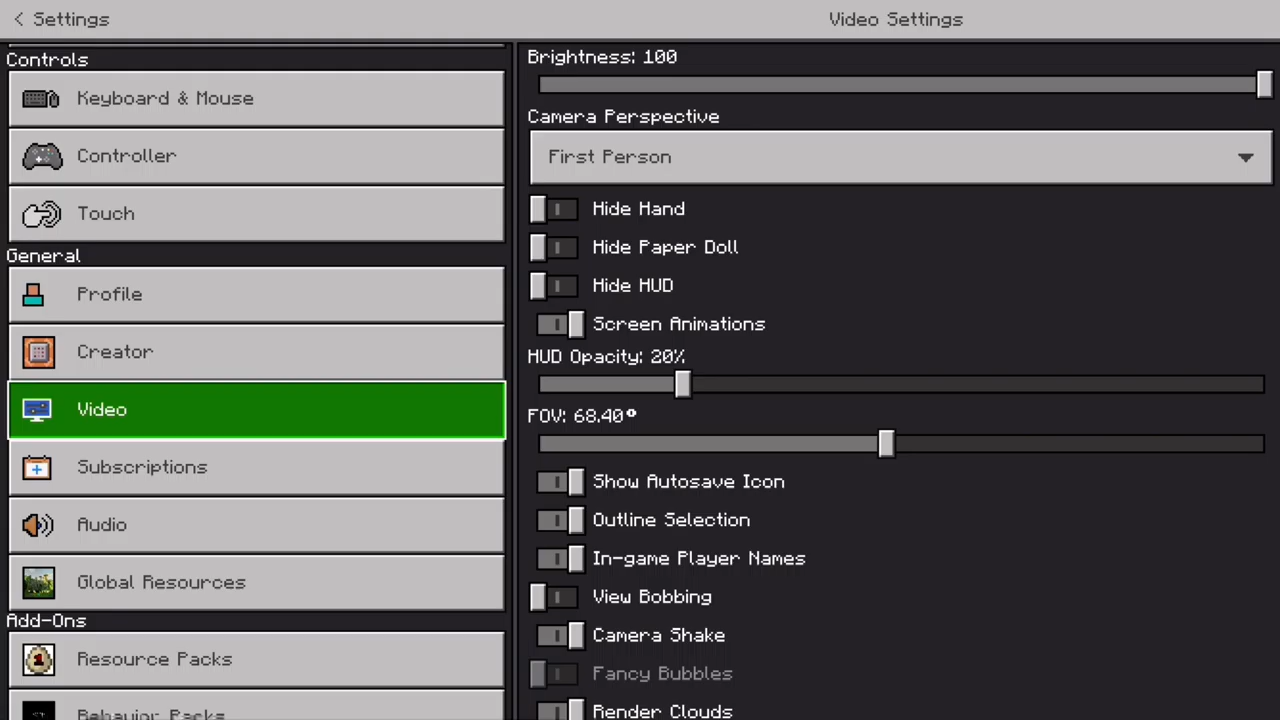 Settings
Video Settings
Controls
Keyboard & Mouse
Controller
Touch
General
Profile
Creator
Video
Subscriptions
Audio
Global Resources
Add-Ons
Resource Packs
Behavior Packs
Brightness: 100
Camera Perspective
First Person
Hide Hand
Hide Paper Doll
Hide HUD
Screen Animations
HUD Opacity: 20%
FOV: 68.40°
Show Autosave Icon
Outline Selection
In-game Player Names
View Bobbing
Camera Shake
Fancy Bubbles
Render Clouds